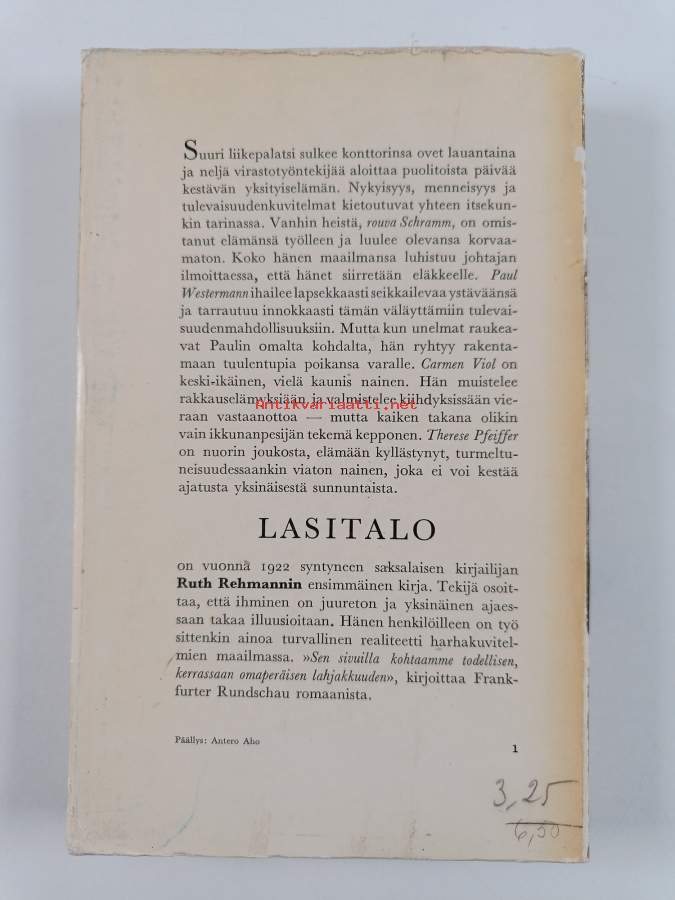 Suuri liikepalatsi sulkee konttorinsa ovet lauantaina
ja neljä virastotyöntekijää aloittaa puolitoista päivää
kestävän yksityiselämän. Nykyisyys, menneisyys ja
tulevaisuudenkuvitelmat kietoutuvat yhteen itsekun-
kin tarinassa. Vanhin heistä, rouva Schramm, on omis-
tanut elämänsä työlleen ja luulee olevansa korvaa-
maton. Koko hänen maailmansa luhistuu johtajan
ilmoittaessa, että hänet siirretään eläkkeelle. Paul
Westermann ihailee lapsekkaasti seikkailevaa ystäväänsä
ja tarrautuu innokkaasti tämän väläyttämiin tulevai-
suudenmahdollisuuksiin. Mutta kun unelmat raukea-
vat Paulin omalta kohdalta, hän ryhtyy rakenta-
maan tuulentupia poikansa varalle. Carmen Viol on
keski-ikäinen, vielä kaunis nainen. Hän muistelee
rakkauselämyksiään ja valmistelee kiihdyksissään vie-
Antikvariaatti.net
raan vastaanottoa — mutta kaiken takana olikin
vain ikkunanpesijän tekemä kepponen. Therese Pfeiffer
on nuorin joukosta, elämään kyllästynyt, turmeltu-
neisuudessaankin viaton nainen, joka ei voi kestää
ajatusta yksinäisestä sunnuntaista.
LASITALO
on vuonna 1922 syntyneen saksalaisen kirjailijan
Ruth Rehmannin ensimmäinen kirja. Tekijä osoit-
taa, että ihminen on juureton ja yksinäinen ajaes-
saan takaa illuusioitaan. Hänen henkilöilleen on työ
sittenkin ainoa turvallinen realiteetti harhakuvitel-
mien maailmassa. »Sen sivuilla kohtaamme todellisen,
kerrassaan omaperäisen lahjakkuuden», kirjoittaa Frank-
furter Rundschau romaanista.
Päällys: Antero Aho
1
3,25
6,50